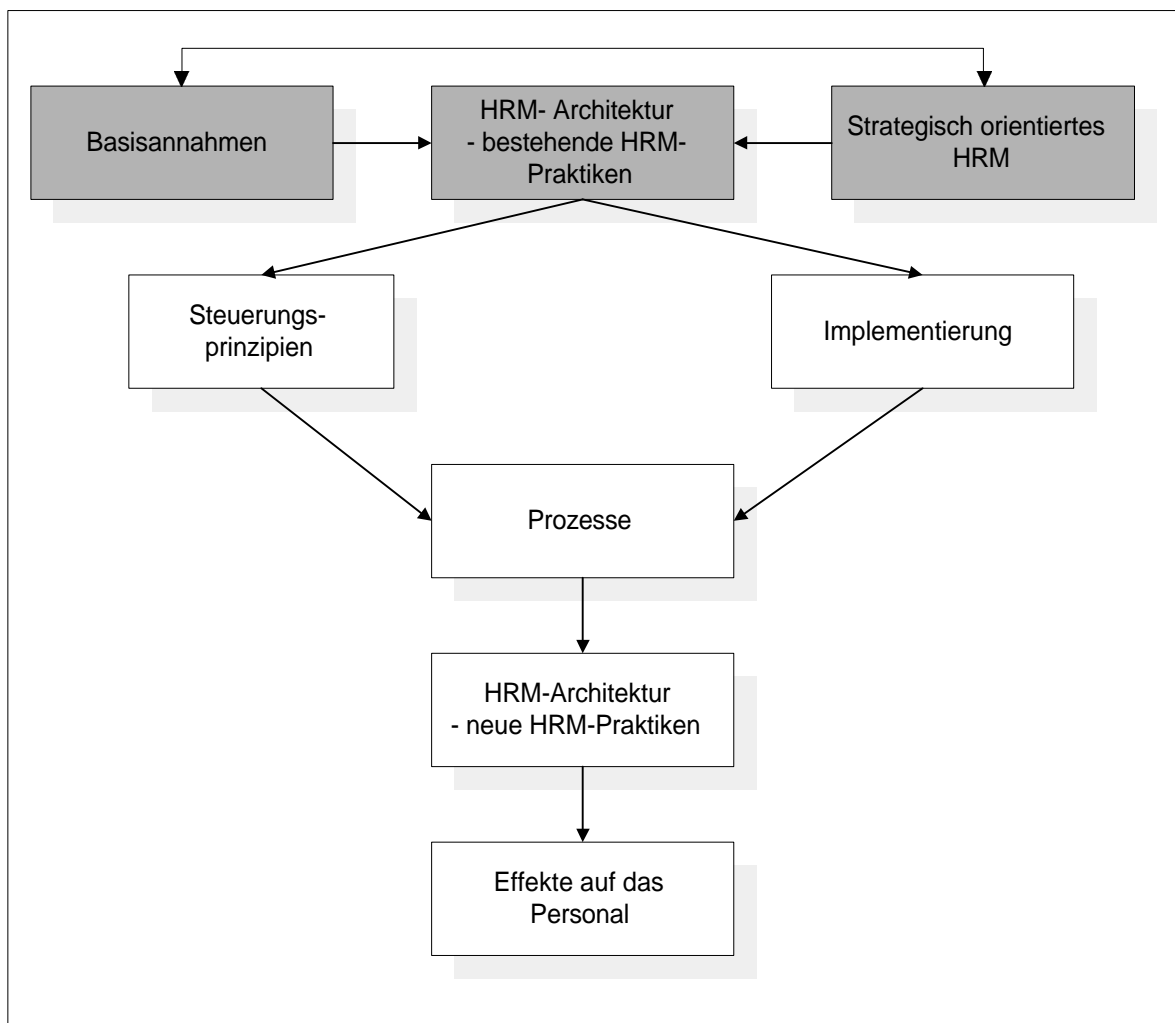 Basisannahmen
HRM- Architektur
- bestehende HRM-
Praktiken
Strategisch orientiertes
HRM
Steuerungs-
prinzipien
Implementierung
Prozesse
HRM-Architektur
- neue HRM-Praktiken
Effekte auf das
Personal